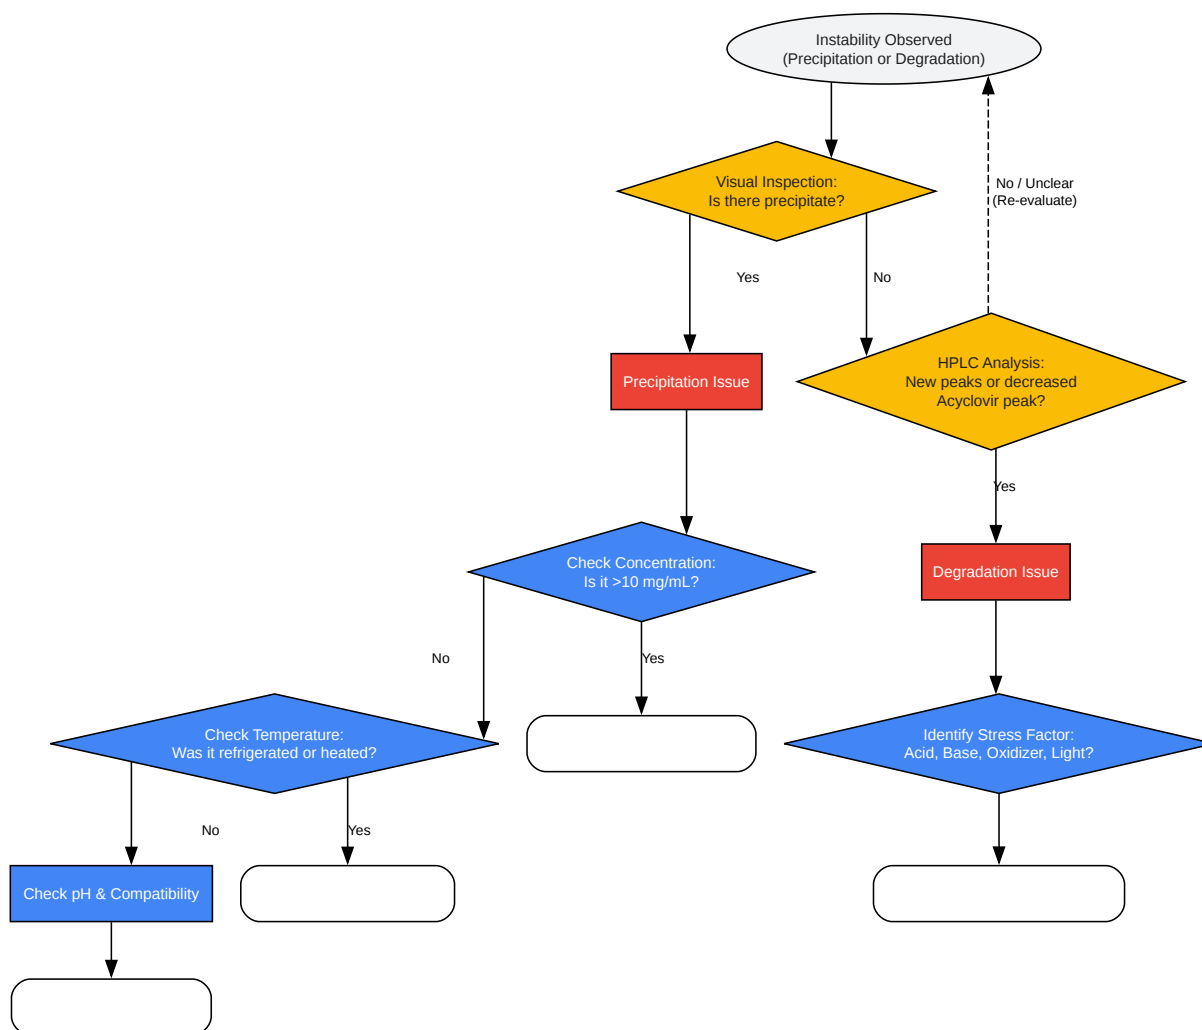 Instability Observed
(Precipitation or Degradation)
Visual Inspection:
Is there precipitate?
No / Unclear
(Re-evaluate)
Yes
No
Precipitation Issue
HPLC Analysis:
New peaks or decreased
Acyclovir peak?
Yes
Check Concentration:
Is it >10 mg/mL?
Degradation Issue
No
Yes
Check Temperature:
Was it refrigerated or heated?
Identify Stress Factor:
Acid, Base, Oxidizer, Light?
No
Yes
Check pH & Compatibility